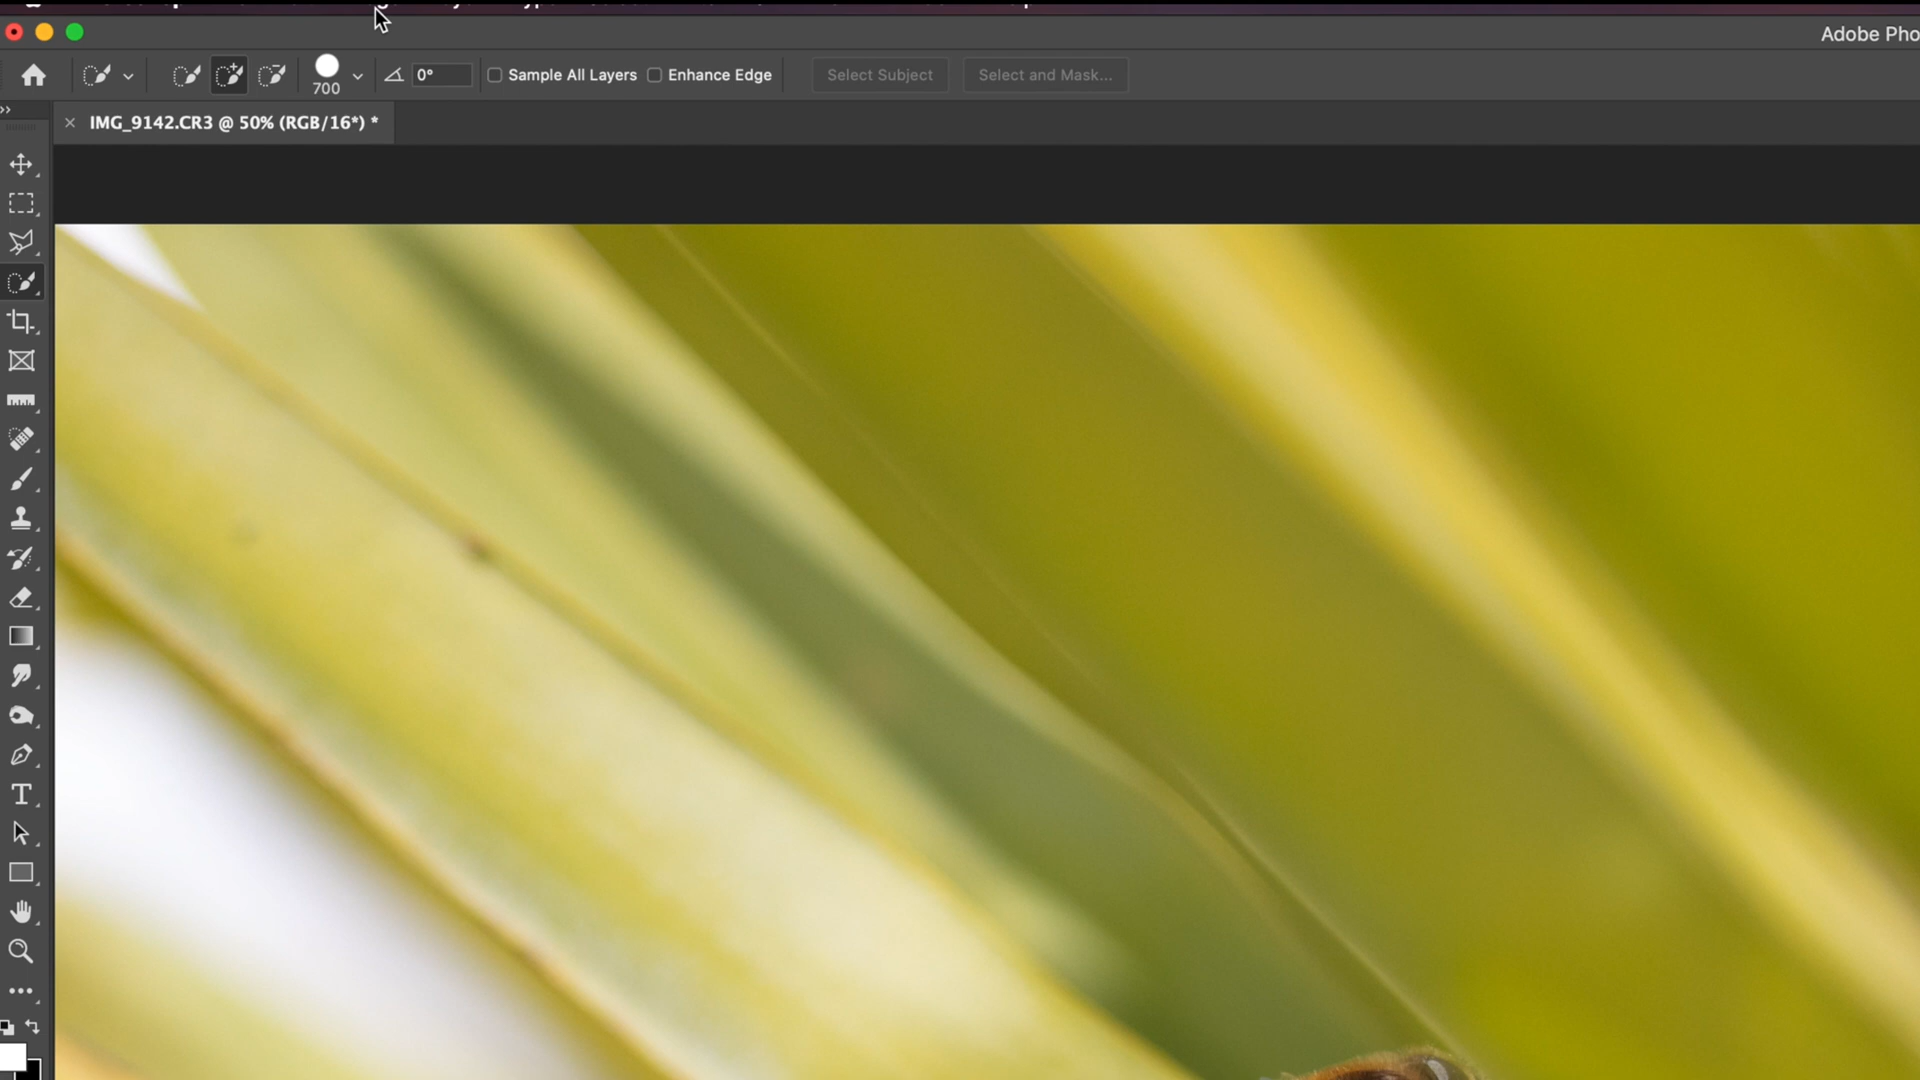 Adobe Pho
700
0°
Sample All Layers
Enhance Edge
Select Subject
Select and Mask...
IMG_9142.CR3 @ 50% (RGB/16*) *